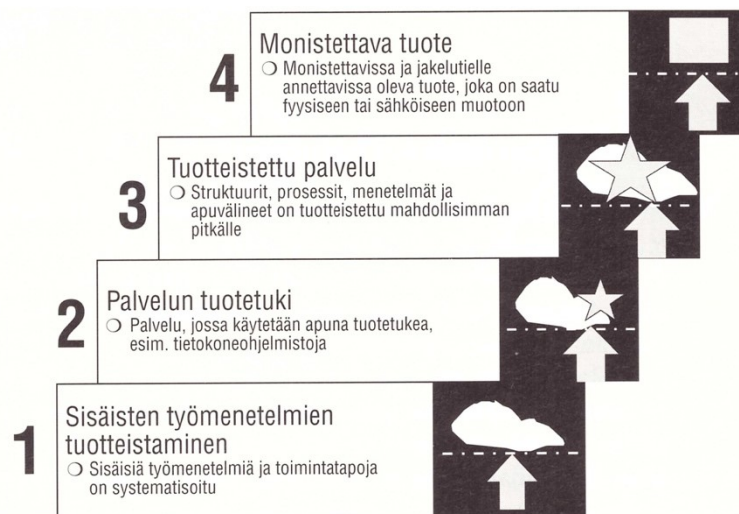 4
Monistettava tuote
❍ Monistettavissa ja jakelutielle
annettavissa oleva tuote, joka on saatu
fyysiseen tai sähköiseen muotoon
3
Tuotteistettu palvelu
❍ Struktuurit, prosessit, menetelmät ja
apuvälineet on tuotteistettu mahdollisimman
pitkälle
2
Palvelun tuotetuki
❍ Palvelu, jossa käytetään apuna tuotetukea,
esim. tietokoneohjelmistoja
1
Sisäisten työmenetelmien
tuotteistaminen
❍ Sisäisiä työmenetelmiä ja toimintatapoja
on systematisoitu